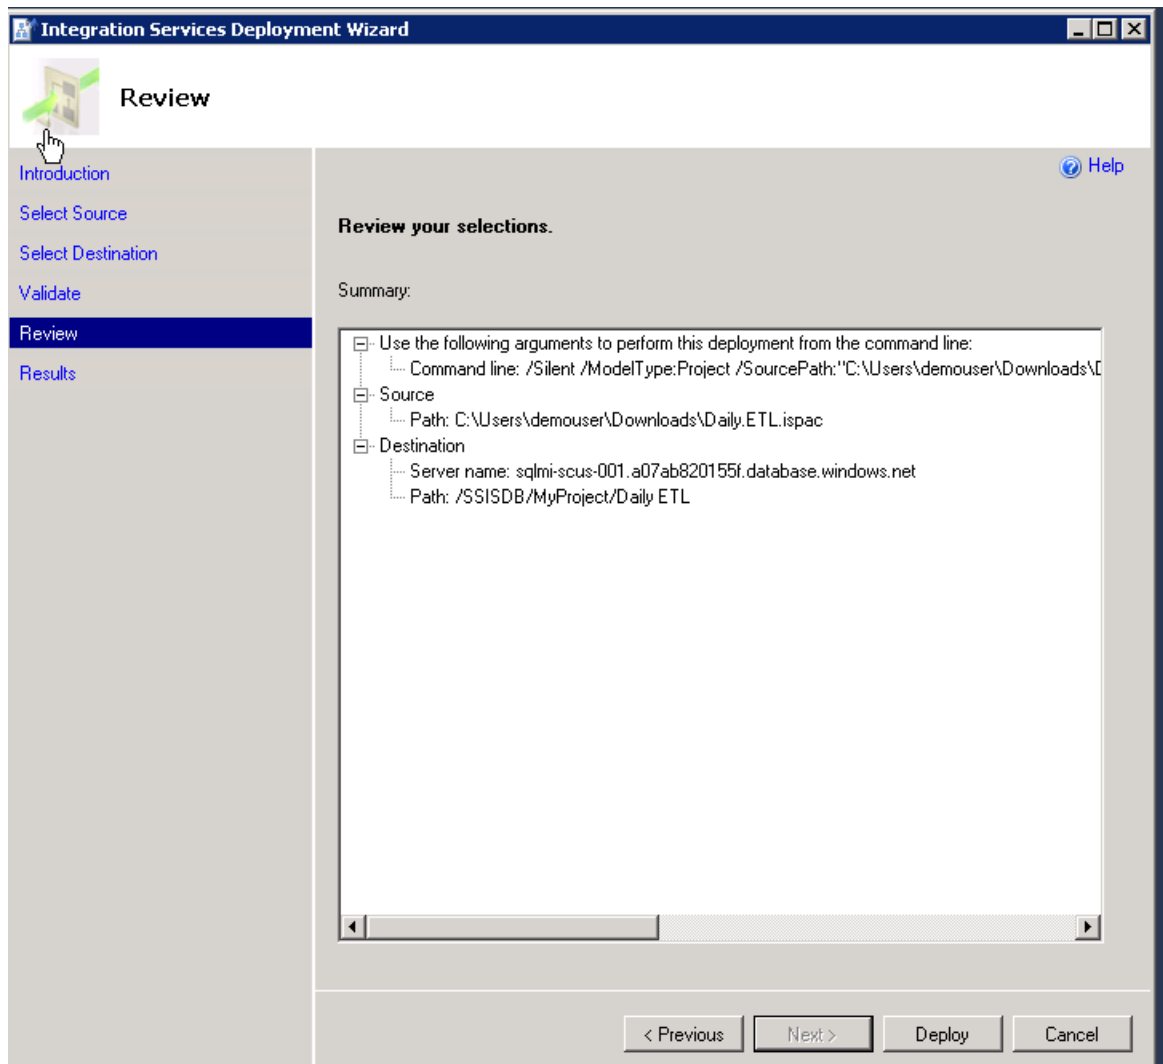 Integration Services Deployment Wizard
Review
Introduction
Select Source
Select Destination
Validate
Review
Results
Help
Review your selections.
Summary:
Use the following arguments to perform this deployment from the command line:
Command line: /Silent /ModelType:Project /SourcePath:"C:\Users\demouser\Downloads\D
Source
Path: C:\Users\demouser\Downloads\Daily.ETL.ispac
Destination
Server name: sqlmi-scus-001.a07ab820155f.database.windows.net
Path: /SSISDB/MyProject/Daily ETL
< Previous
Next >
Deploy
Cancel